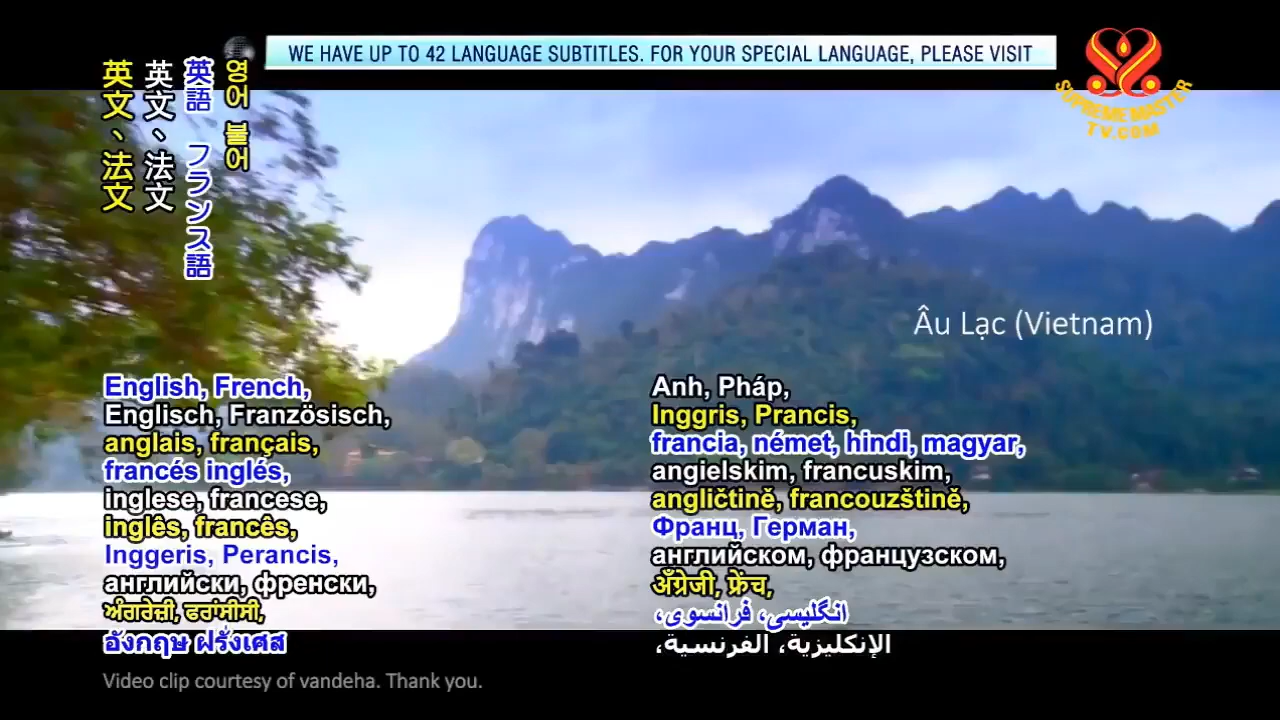 WE HAVE UP TO 42 LANGUAGE SUBTITLES. FOR YOUR SPECIAL LANGUAGE, PLEASE VISIT
SUPREME MASTER
TV.COM
英文、法文
英文、法文
英語 フランス語
영어 불어
Âu Lạc (Vietnam)
English, French,
Englisch, Französisch,
anglais, français,
francés inglés,
inglese, francese,
inglês, francês,
Inggeris, Perancis,
английски, френски,
ਅੰਗਰੇਜ਼ੀ, ਫਰਾਂਸੀਸੀ,
อังกฤษ ฝรั่งเศส
Anh, Pháp,
Inggris, Prancis,
francia, német, hindi, magyar,
angielskim, francuskim,
angličtině, francouzštině,
Франц, Герман,
английском, французском,
अँग्रेजी, फ्रेंच,
انگلیسی، فرانسوی،
الإنكليزية، الفرنسية،
Video clip courtesy of vandeha. Thank you.